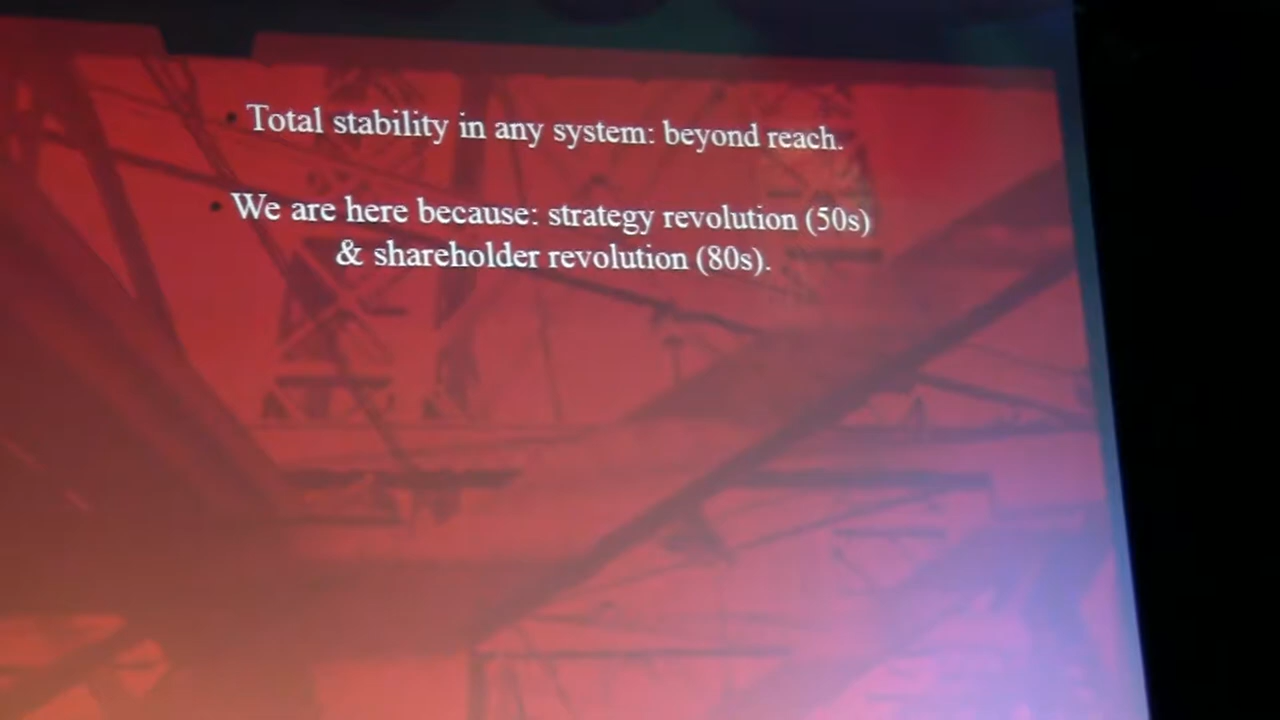 • Total stability in any system: beyond reach.
• We are here because: strategy revolution (50s)
& shareholder revolution (80s).